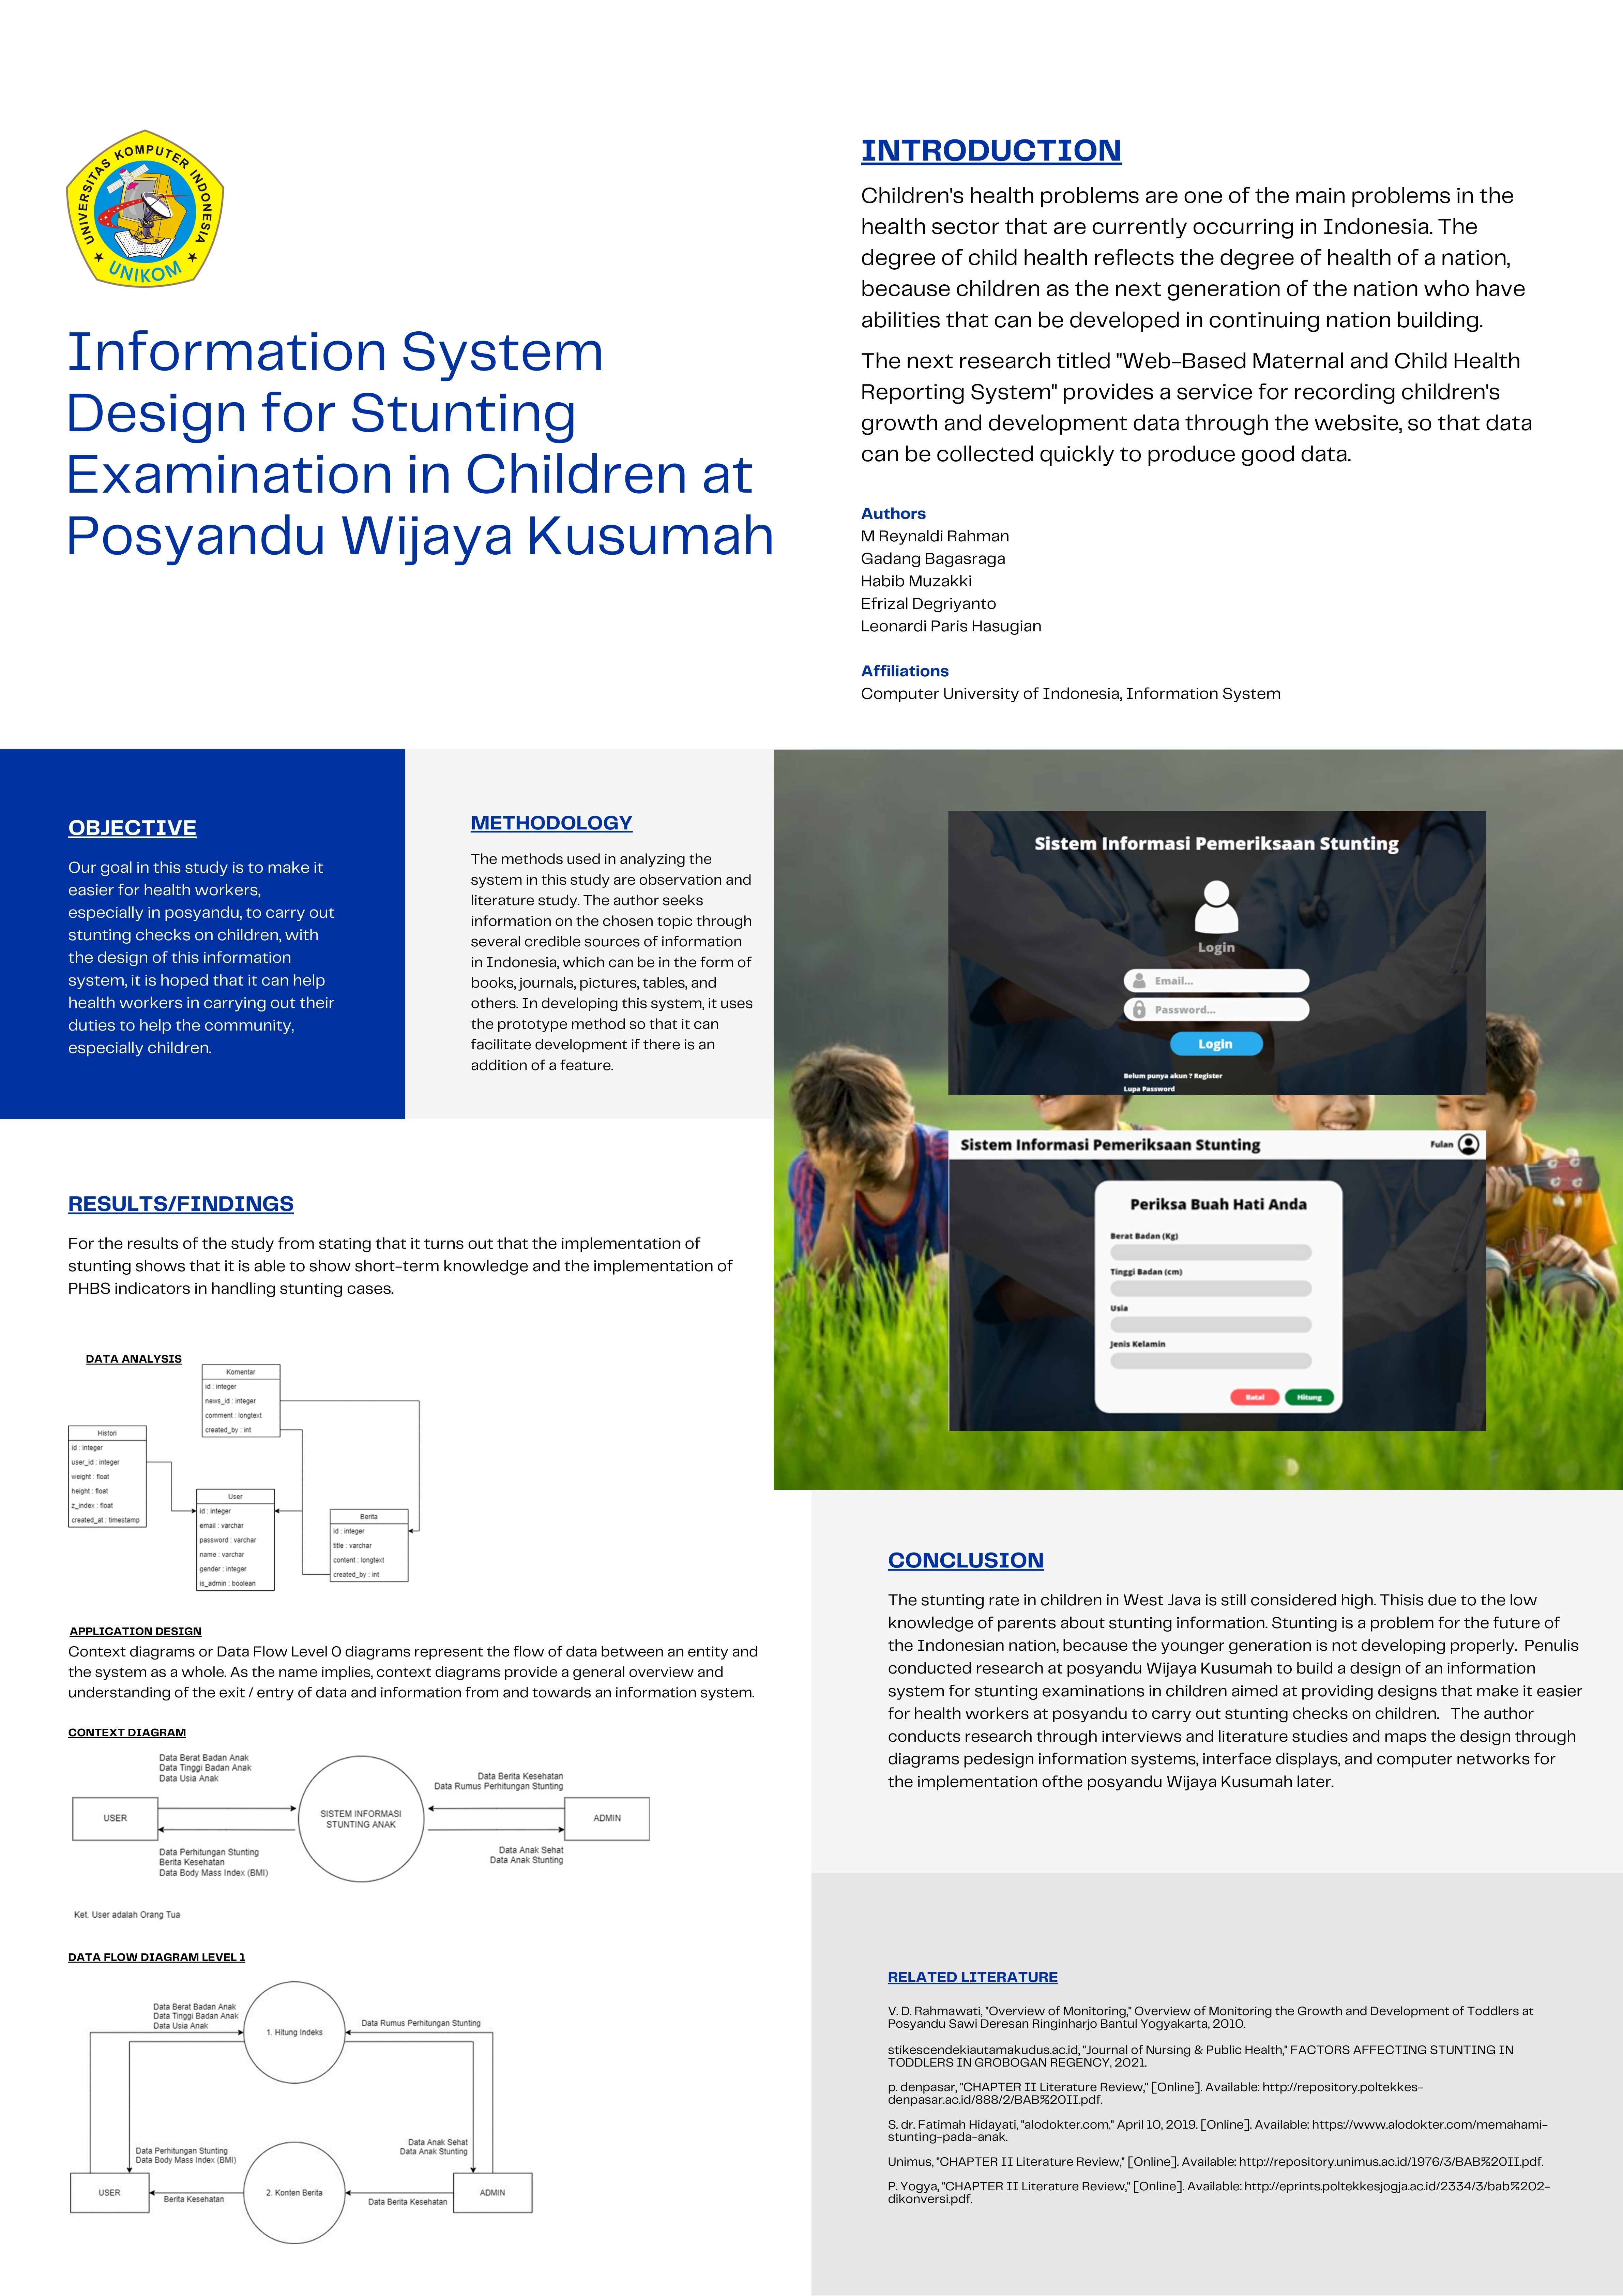 UNIVERSITAS KOMPUTER INDONESIA
UNIKOM
Information System
Design for Stunting
Examination in Children at
Posyandu Wijaya Kusumah
INTRODUCTION
Children's health problems are one of the main problems in the
health sector that are currently occurring in Indonesia. The
degree of child health reflects the degree of health of a nation,
because children as the next generation of the nation who have
abilities that can be developed in continuing nation building.
The next research titled "Web-Based Maternal and Child Health
Reporting System" provides a service for recording children's
growth and development data through the website, so that data
can be collected quickly to produce good data.
Authors
M Reynaldi Rahman
Gadang Bagasraga
Habib Muzakki
Efrizal Degriyanto
Leonardi Paris Hasugian
Affiliations
Computer University of Indonesia, Information System
OBJECTIVE
Our goal in this study is to make it
easier for health workers,
especially in posyandu, to carry out
stunting checks on children, with
the design of this information
system, it is hoped that it can help
health workers in carrying out their
duties to help the community,
especially children.
METHODOLOGY
The methods used in analyzing the
system in this study are observation and
literature study. The author seeks
information on the chosen topic through
several credible sources of information
in Indonesia, which can be in the form of
books, journals, pictures, tables, and
others. In developing this system, it uses
the prototype method so that it can
facilitate development if there is an
addition of a feature.
Sistem Informasi Pemeriksaan Stunting
Login
Email...
Password...
Login
Belum punya akun ? Register
Lupa Password
Sistem Informasi Pemeriksaan Stunting
Fulan
Periksa Buah Hati Anda
Berat Badan (Kg)
Tinggi Badan (cm)
Usia
Jenis Kelamin
Batal
Hitung
RESULTS/FINDINGS
For the results of the study from stating that it turns out that the implementation of
stunting shows that it is able to show short-term knowledge and the implementation of
PHBS indicators in handling stunting cases.
DATA ANALYSIS
Komentar
id : integer
news_id : integer
comment : longtext
created_by : int
Histori
id : integer
user_id : integer
weight : float
height : float
z_index : float
created_at : timestamp
User
id : integer
email : varchar
password : varchar
name : varchar
gender : integer
is_admin : boolean
Berita
id : integer
title : varchar
content : longtext
created_by : int
APPLICATION DESIGN
Context diagrams or Data Flow Level 0 diagrams represent the flow of data between an entity and
the system as a whole. As the name implies, context diagrams provide a general overview and
understanding of the exit / entry of data and information from and towards an information system.
CONTEXT DIAGRAM
Data Berat Badan Anak
Data Tinggi Badan Anak
Data Usia Anak
Data Berita Kesehatan
Data Rumus Perhitungan Stunting
USER
SISTEM INFORMASI
STUNTING ANAK
ADMIN
Data Perhitungan Stunting
Berita Kesehatan
Data Body Mass Index (BMI)
Data Anak Sehat
Data Anak Stunting
Ket. User adalah Orang Tua
DATA FLOW DIAGRAM LEVEL 1
Data Berat Badan Anak
Data Tinggi Badan Anak
Data Usia Anak
1. Hitung Indeks
Data Rumus Perhitungan Stunting
Data Perhitungan Stunting
Data Body Mass Index (BMI)
Data Anak Sehat
Data Anak Stunting
USER
Berita Kesehatan
2. Konten Berita
Data Berita Kesehatan
ADMIN
CONCLUSION
The stunting rate in children in West Java is still considered high. Thisis due to the low
knowledge of parents about stunting information. Stunting is a problem for the future of
the Indonesian nation, because the younger generation is not developing properly. Penulis
conducted research at posyandu Wijaya Kusumah to build a design of an information
system for stunting examinations in children aimed at providing designs that make it easier
for health workers at posyandu to carry out stunting checks on children. The author
conducts research through interviews and literature studies and maps the design through
diagrams pedesign information systems, interface displays, and computer networks for
the implementation ofthe posyandu Wijaya Kusumah later.
RELATED LITERATURE
V. D. Rahmawati, "Overview of Monitoring," Overview of Monitoring the Growth and Development of Toddlers at
Posyandu Sawi Deresan Ringinharjo Bantul Yogyakarta, 2010.
stikescendekiautamakudus.ac.id, "Journal of Nursing & Public Health," FACTORS AFFECTING STUNTING IN
TODDLERS IN GROBOGAN REGENCY, 2021.
p. denpasar, "CHAPTER II Literature Review," [Online]. Available: http://repository.poltekkes-
denpasar.ac.id/888/2/BAB%20II.pdf.
S. dr. Fatimah Hidayati, "alodokter.com," April 10, 2019. [Online]. Available: https://www.alodokter.com/memahami-
stunting-pada-anak.
Unimus, "CHAPTER II Literature Review," [Online]. Available: http://repository.unimus.ac.id/1976/3/BAB%20II.pdf.
P. Yogya, "CHAPTER II Literature Review," [Online]. Available: http://eprints.poltekkesjogja.ac.id/2334/3/bab%202-
dikonversi.pdf.